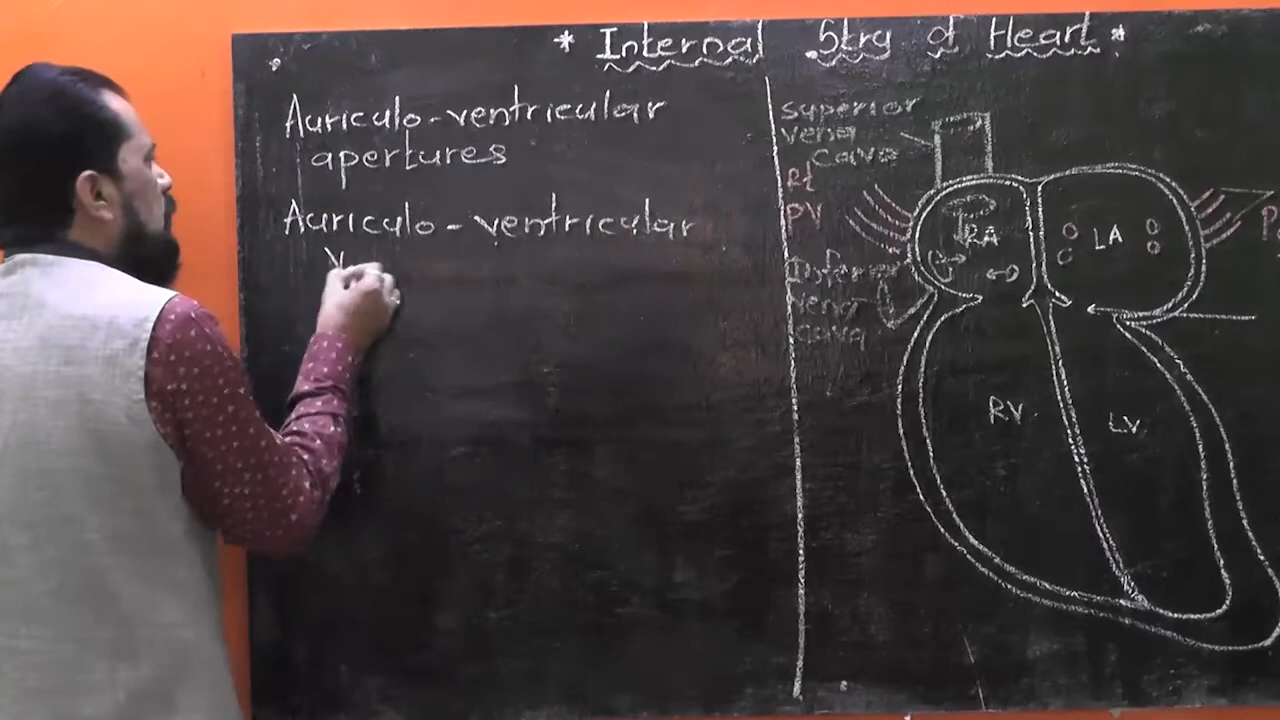 * Internal Stry of Heart *
Auriculo-ventricular
apertures
Auriculo-ventricular
V
superior
vena
cava
Rt
PV
Inferior
vena
cava
RA
LA
RV
LV